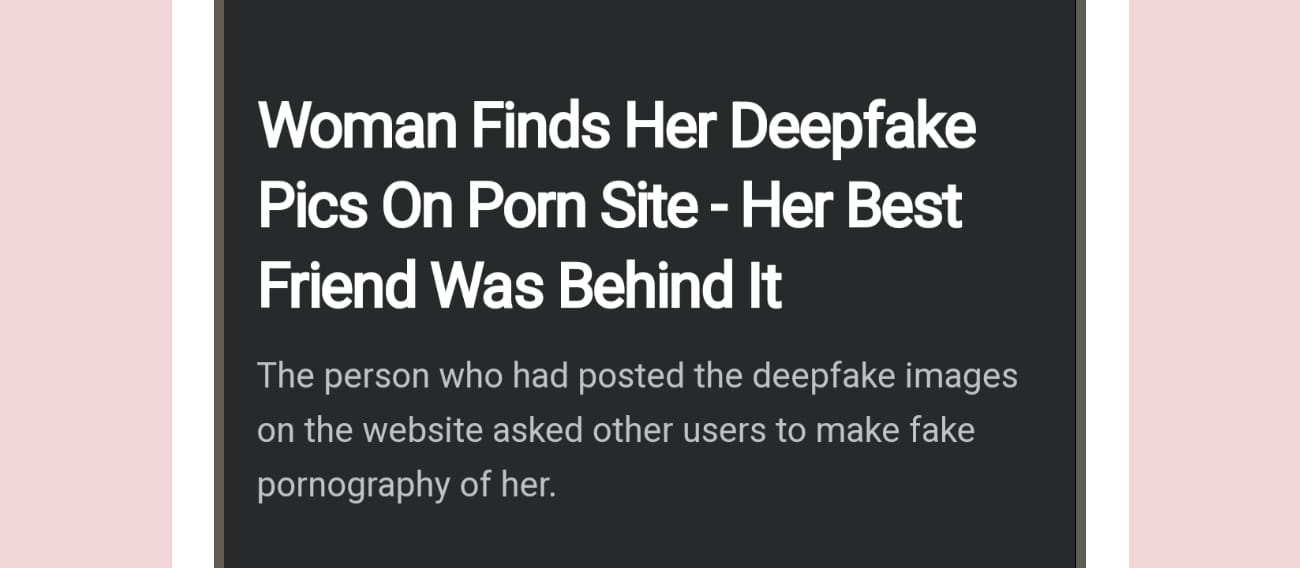 Woman Finds Her Deepfake
Pics On Porn Site - Her Best
Friend Was Behind It
The person who had posted the deepfake images
on the website asked other users to make fake
pornography of her.